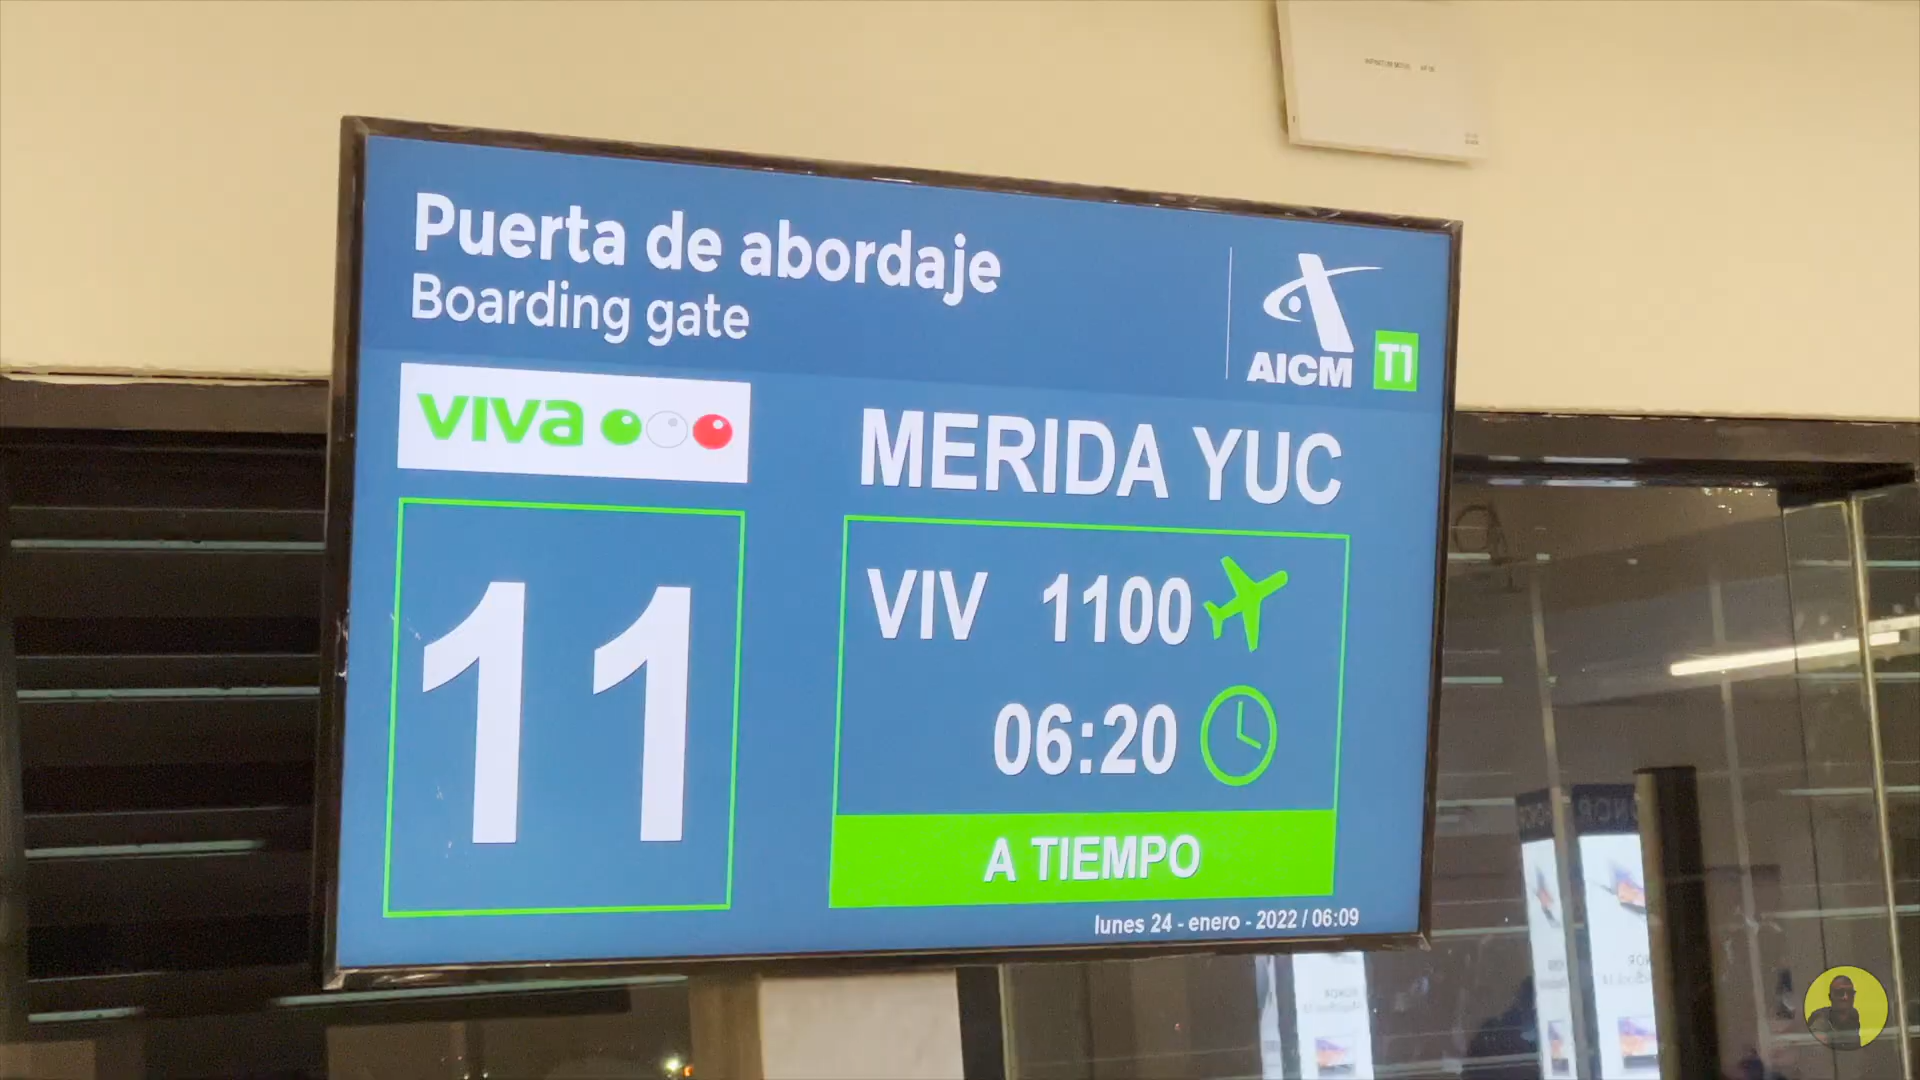 Puerta de abordaje
Boarding gate
AICM
T1
viva
MERIDA YUC
11
VIV 1100
06:20
A TIEMPO
lunes 24 - enero - 2022 / 06:09